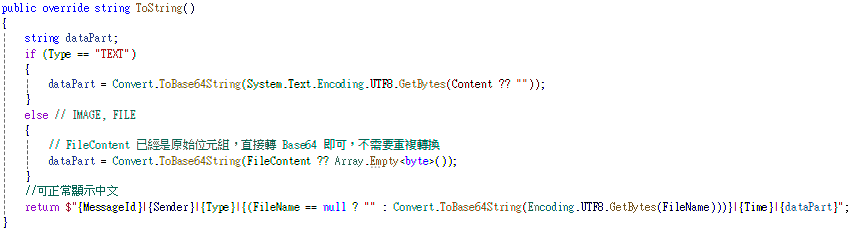 public override string ToString()
{
string dataPart;
if (Type == "TEXT")
{
dataPart = Convert.ToBase64String(System.Text.Encoding.UTF8.GetBytes(Content ?? ""));
}
else // IMAGE, FILE
{
// FileContent 已經是原始位元組，直接轉 Base64 即可，不需要重複轉換
dataPart = Convert.ToBase64String(FileContent ?? Array.Empty<byte>());
}
//可正常顯示中文
return $"{MessageId}|{Sender}|{Type}|{(FileName == null ? "" : Convert.ToBase64String(Encoding.UTF8.GetBytes(FileName)))}|{Time}|{dataPart}";
}